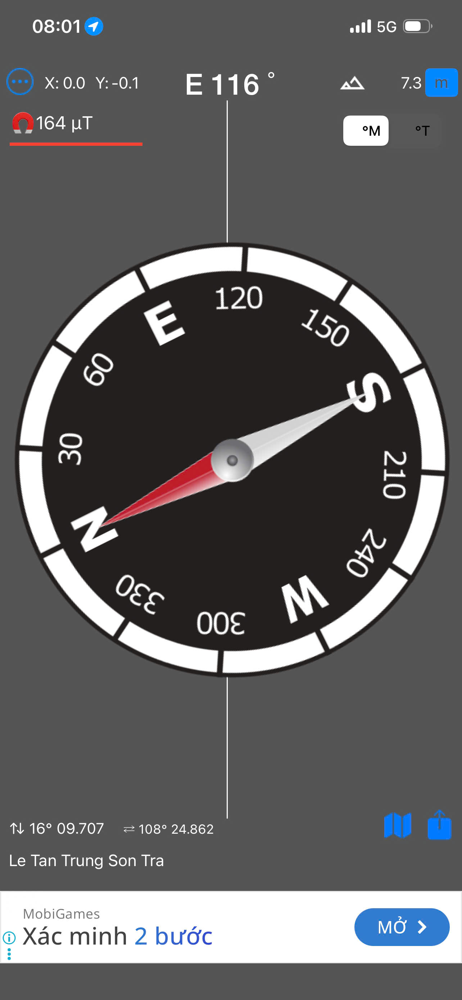 08:01 5G
X: 0.0 Y: -0.1 E 116 ° 7.3 m
164 µT °M °T
120
E 150
60
S
30
210
N
240
330 W
300
16° 09.707 108° 24.862
Le Tan Trung Son Tra
MobiGames
Xác minh 2 bước MỞ